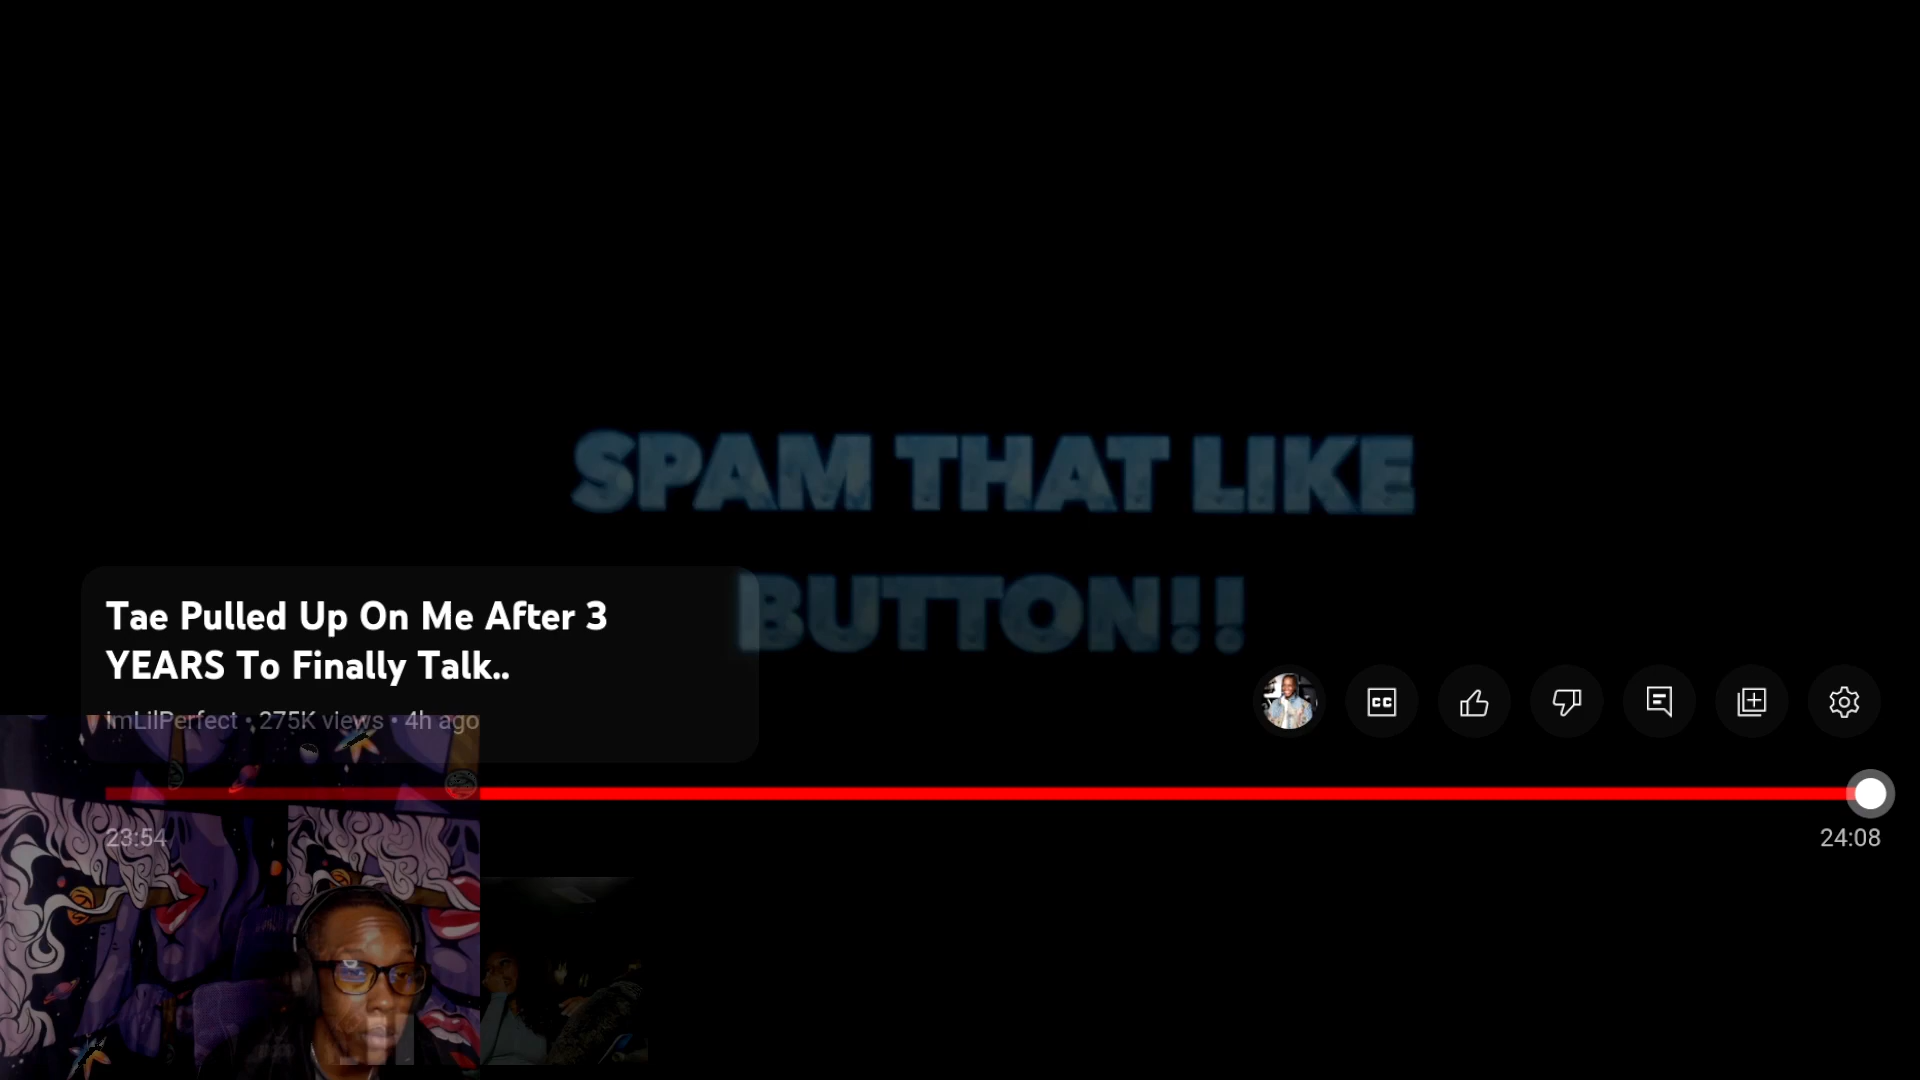 SPAM THAT LIKE
BUTTON!!
Tae Pulled Up On Me After 3
YEARS To Finally Talk..
ImLilPerfect • 275K views • 4h ago
CC
23:54
24:08